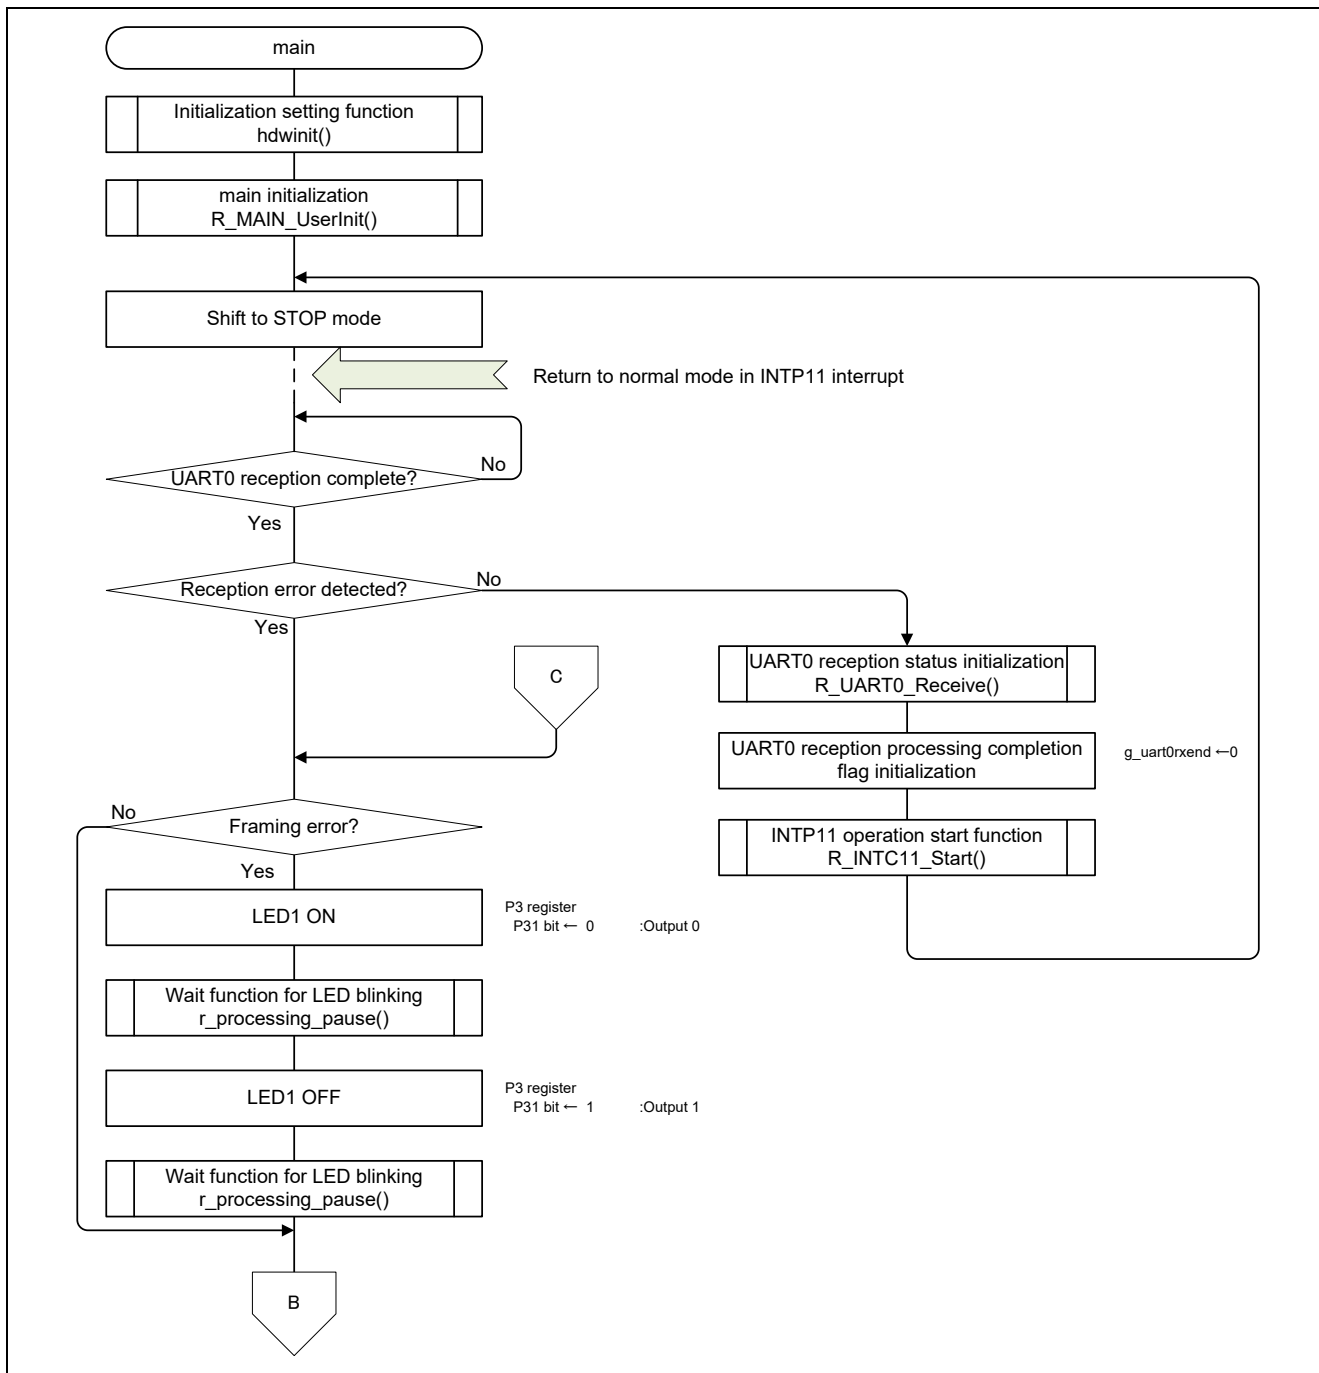 main
Initialization setting function
hdwinit()
main initialization
R_MAIN_UserInit()
Shift to STOP mode
Return to normal mode in INTP11 interrupt
UART0 reception complete?
No
Yes
Reception error detected?
No
Yes
C
UART0 reception status initialization
R_UART0_Receive()
UART0 reception processing completion
flag initialization
g_uart0rxend ←0
INTP11 operation start function
R_INTC11_Start()
Framing error?
No
Yes
LED1 ON
P3 register
P31 bit ← 0 :Output 0
Wait function for LED blinking
r_processing_pause()
LED1 OFF
P3 register
P31 bit ← 1 :Output 1
Wait function for LED blinking
r_processing_pause()
B